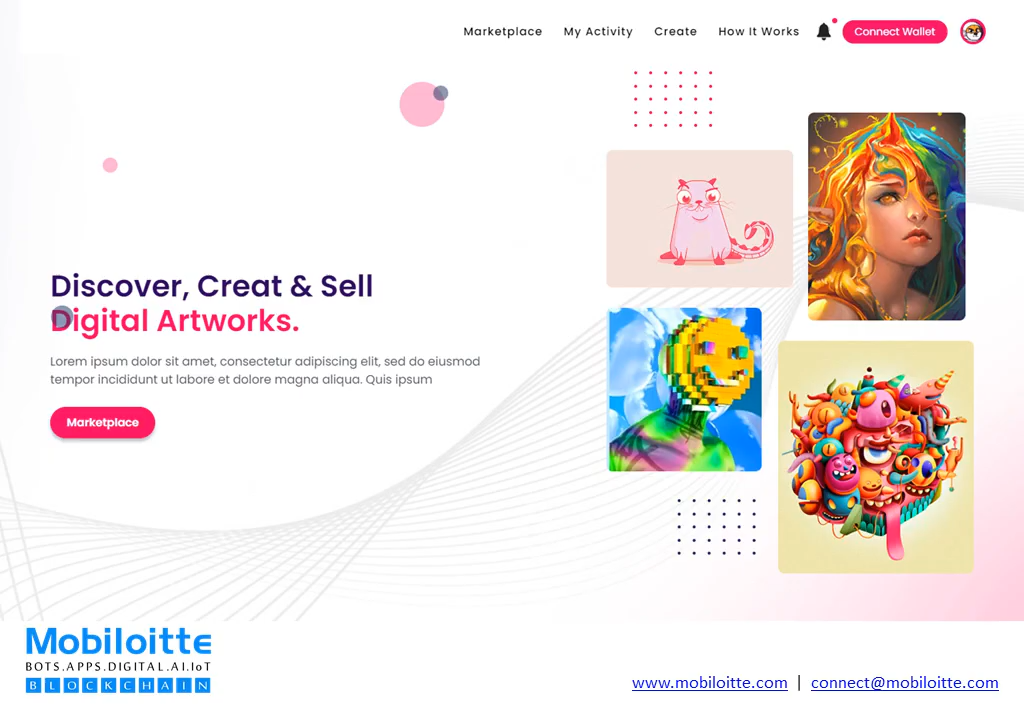 Marketplace My Activity Create How It Works Connect Wallet
Discover, Creat & Sell
Digital Artworks.
Lorem ipsum dolor sit amet, consectetur adipiscing elit, sed do eiusmod
tempor incididunt ut labore et dolore magna aliqua. Quis ipsum
Marketplace
Mobiloitte
BOTS.APPS.DIGITAL.AI.IoT
BLOCKCHAIN
www.mobiloitte.com | connect@mobiloitte.com